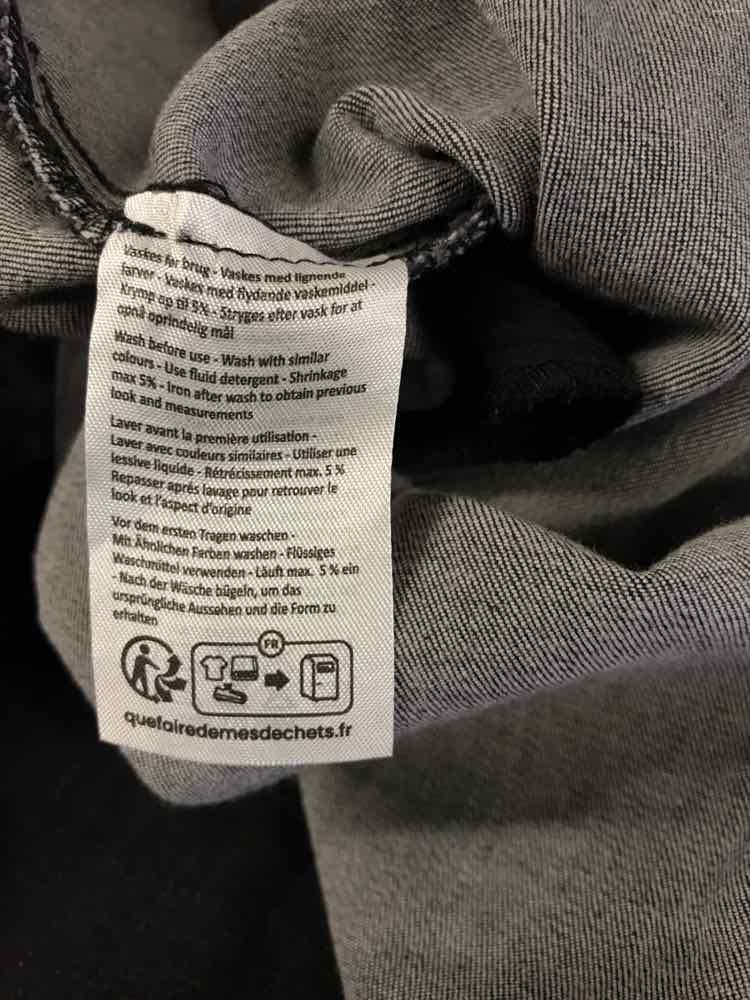 Vaskes før brug - Vaskes med lignende
farver - Vaskes med flydende vaskemiddel -
Krymp op til 5% - Stryges efter vask for at
opnå oprindelig mål
Wash before use - Wash with similar
colours - Use fluid detergent - Shrinkage
max 5% - Iron after wash to obtain previous
look and measurements
Laver avant la première utilisation -
Laver avec couleurs similaires - Utiliser une
lessive liquide - Rétrécissement max. 5 %
Repasser aprés lavage pour retrouver le
look et l'aspect d'origine
Vor dem ersten Tragen waschen -
Mit Ähnlichen Farben washen - Flüssiges
Waschmittel verwenden - Läuft max. 5 % ein
- Nach der Wäsche bügeln, um das
ursprüngliche Aussehen und die Form zu
erhalten
FR
quefairedemesdechets.fr